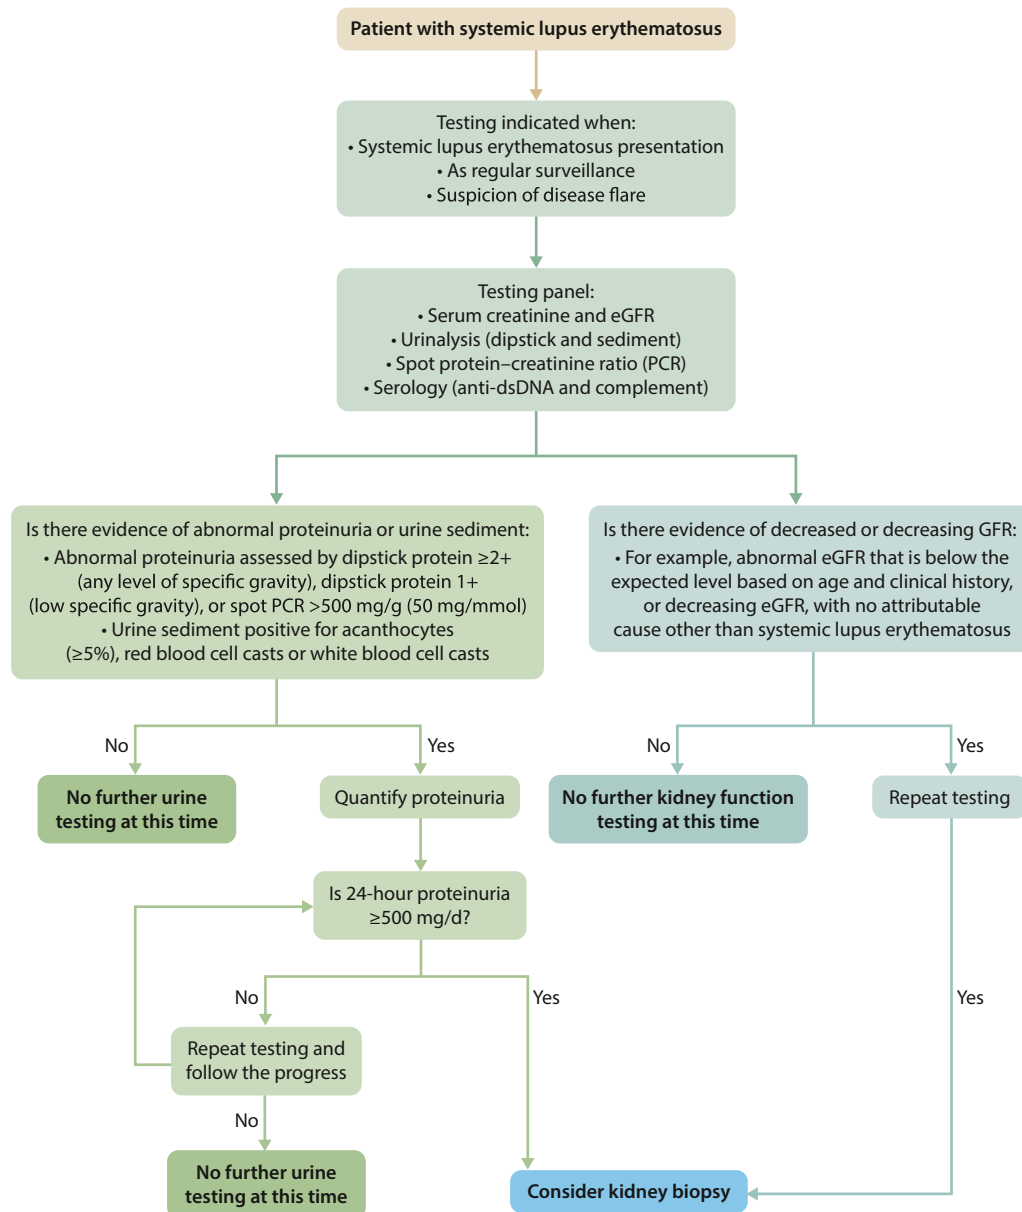 Patient with systemic lupus erythematosus
Testing indicated when:
• Systemic lupus erythematosus presentation
• As regular surveillance
• Suspicion of disease flare
Testing panel:
• Serum creatinine and eGFR
• Urinalysis (dipstick and sediment)
• Spot protein–creatinine ratio (PCR)
• Serology (anti-dsDNA and complement)
Is there evidence of abnormal proteinuria or urine sediment:
• Abnormal proteinuria assessed by dipstick protein ≥2+
(any level of specific gravity), dipstick protein 1+
(low specific gravity), or spot PCR >500 mg/g (50 mg/mmol)
• Urine sediment positive for acanthocytes
(≥5%), red blood cell casts or white blood cell casts
Is there evidence of decreased or decreasing GFR:
• For example, abnormal eGFR that is below the
expected level based on age and clinical history,
or decreasing eGFR, with no attributable
cause other than systemic lupus erythematosus
No
Yes
No
Yes
No further urine
testing at this time
Quantify proteinuria
No further kidney function
testing at this time
Repeat testing
Is 24-hour proteinuria
≥500 mg/d?
No
Yes
Yes
Repeat testing and
follow the progress
No
No further urine
testing at this time
Consider kidney biopsy